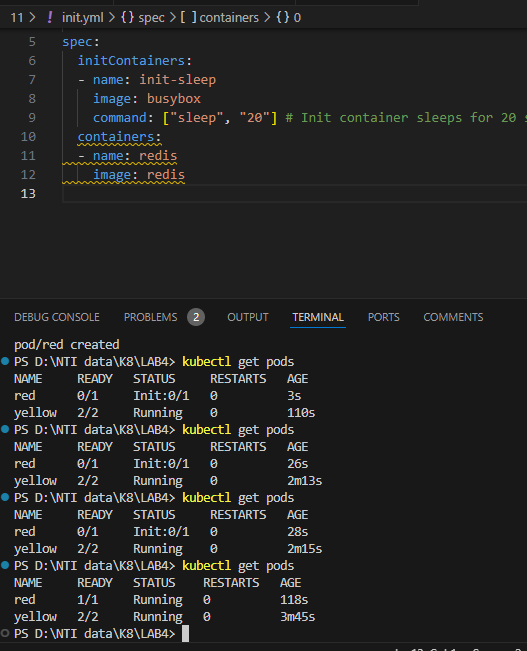 11 > ! init.yml > {} spec > [ ] containers > {} 0
5 spec:
6 initContainers:
7 - name: init-sleep
8 image: busybox
9 command: ["sleep", "20"] # Init container sleeps for 20 s
10 containers:
11 - name: redis
12 image: redis
13
DEBUG CONSOLE PROBLEMS 2 OUTPUT TERMINAL PORTS COMMENTS
pod/red created
PS D:\NTI data\K8\LAB4> kubectl get pods
NAME READY STATUS RESTARTS AGE
red 0/1 Init:0/1 0 3s
yellow 2/2 Running 0 110s
PS D:\NTI data\K8\LAB4> kubectl get pods
NAME READY STATUS RESTARTS AGE
red 0/1 Init:0/1 0 26s
yellow 2/2 Running 0 2m13s
PS D:\NTI data\K8\LAB4> kubectl get pods
NAME READY STATUS RESTARTS AGE
red 0/1 Init:0/1 0 28s
yellow 2/2 Running 0 2m15s
PS D:\NTI data\K8\LAB4> kubectl get pods
NAME READY STATUS RESTARTS AGE
red 1/1 Running 0 118s
yellow 2/2 Running 0 3m45s
PS D:\NTI data\K8\LAB4>